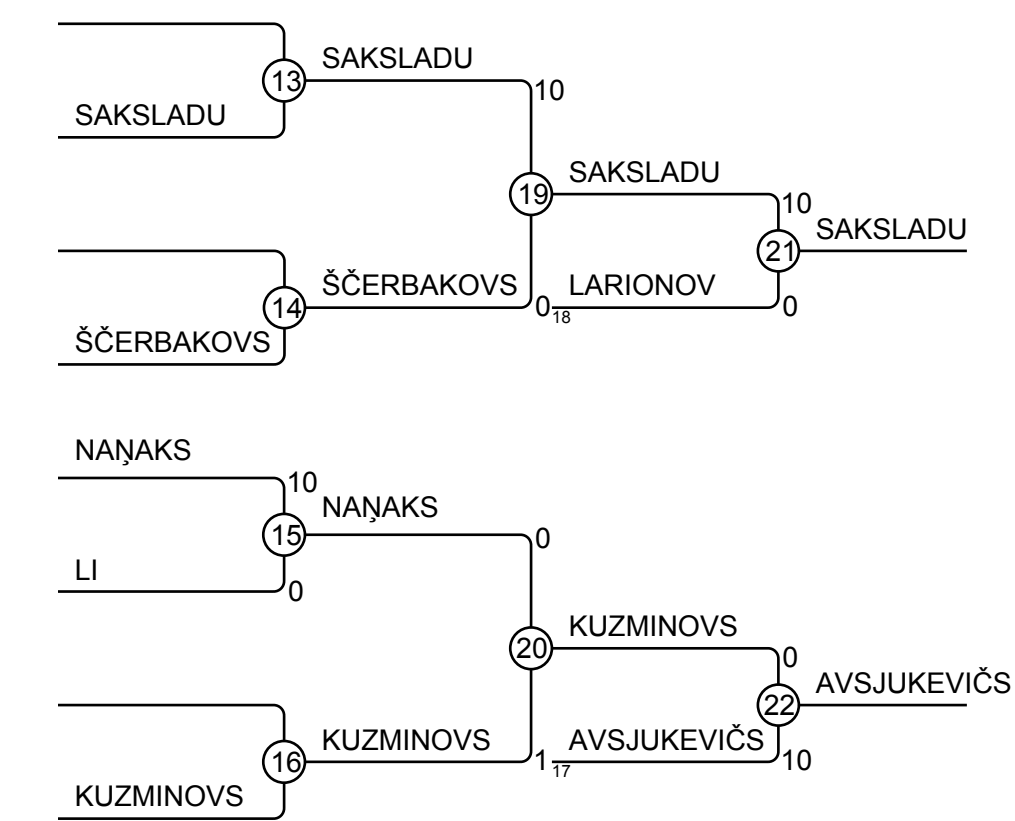 SAKSLADU
13
10
SAKSLADU
SAKSLADU
19
10
SAKSLADU
21
ŠČERBAKOVS
LARIONOV
14
0
18
0
ŠČERBAKOVS
NAŅAKS
10
NAŅAKS
15
0
LI
0
KUZMINOVS
20
0
AVSJUKEVIČS
22
KUZMINOVS
AVSJUKEVIČS
16
1
17
10
KUZMINOVS